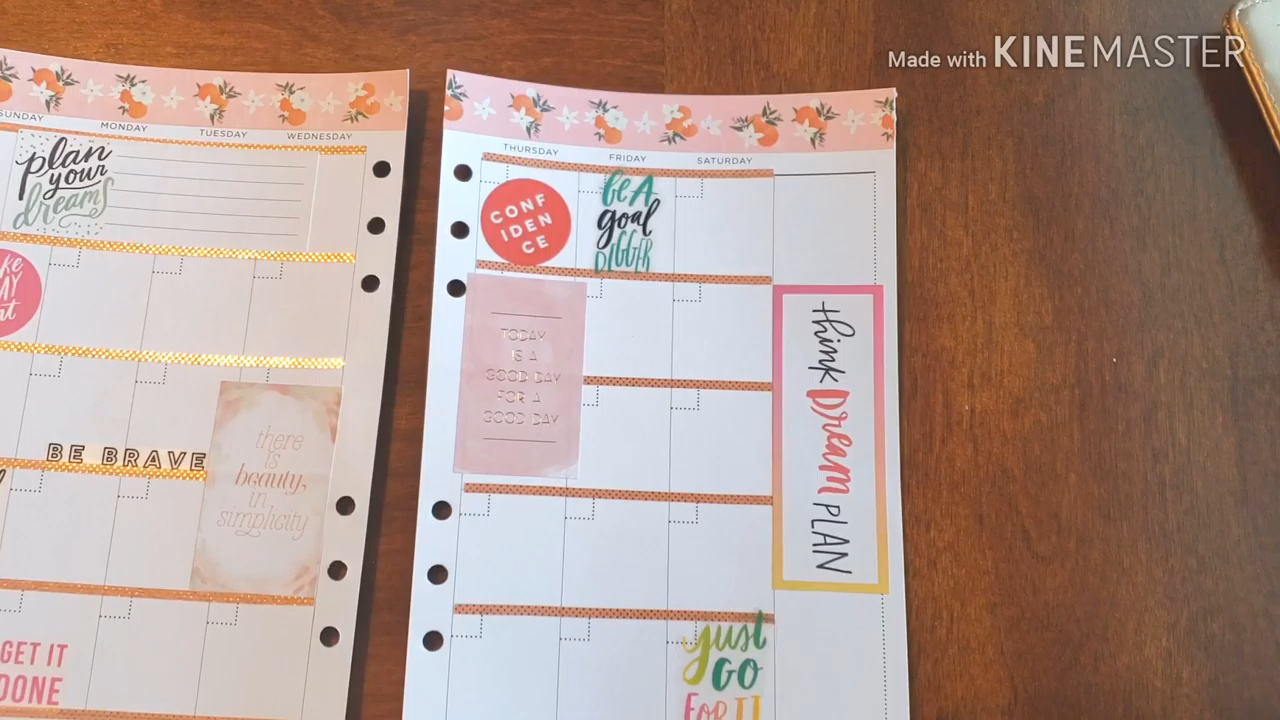 Made with KINEMASTER
SUNDAY MONDAY TUESDAY WEDNESDAY
plan
your
dreams
BE BRAVE
there
is
beauty
in
simplicity
GET IT
DONE
THURSDAY FRIDAY SATURDAY
CONF
IDEN
CE
be A
goal
DIGGER
TODAY
IS A
GOOD DAY
FOR A
GOOD DAY
think DREAM PLAN
just
GO
FOR IT